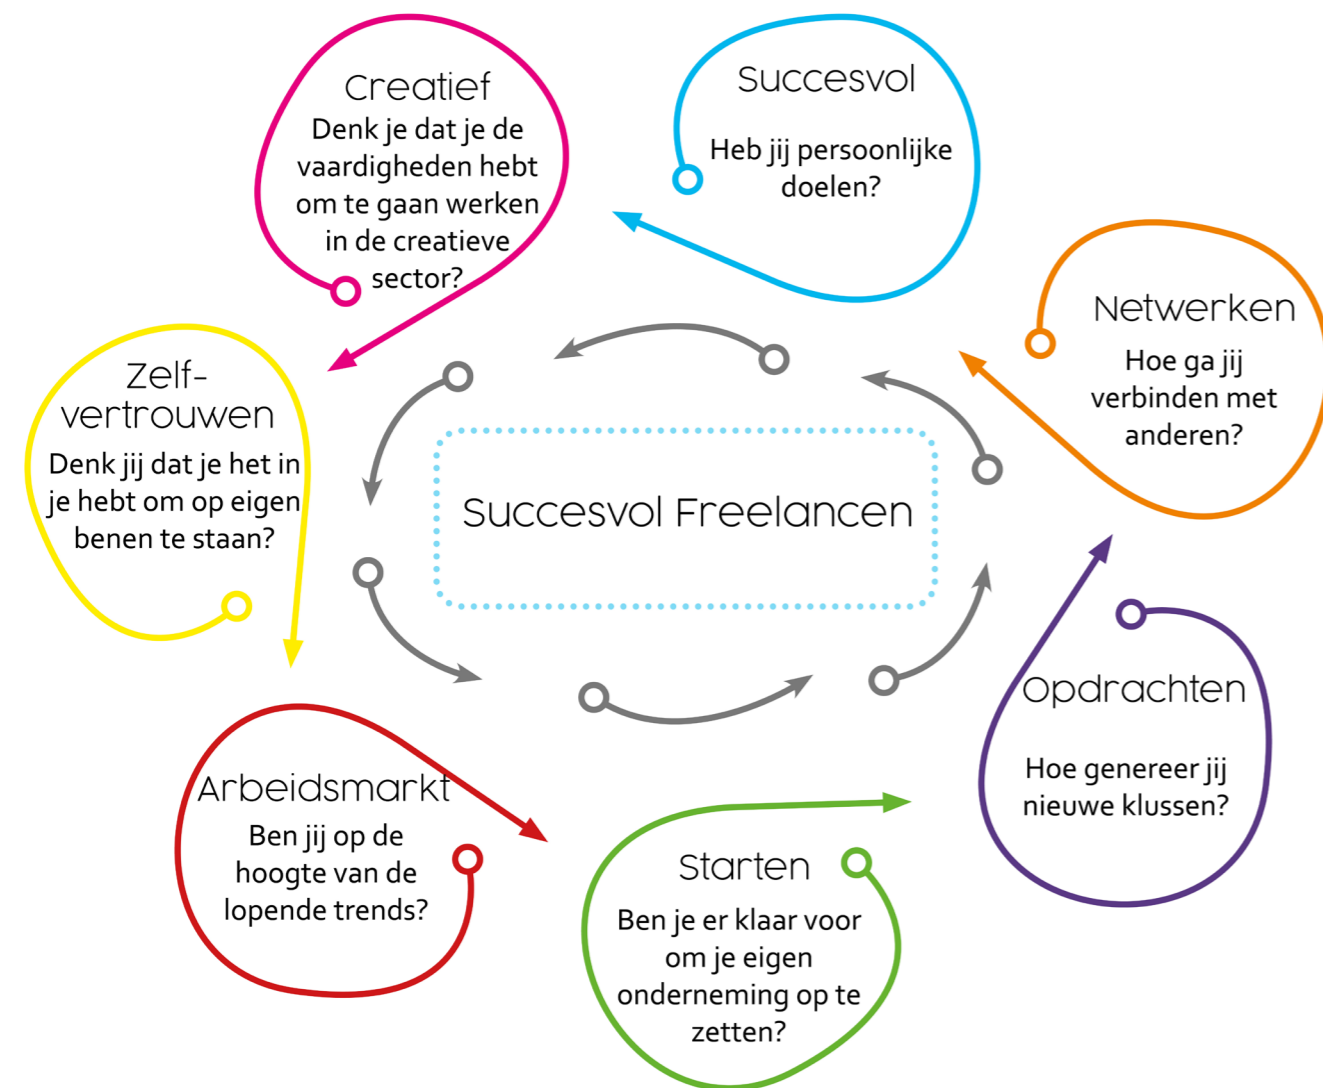 Creatief
Denk je dat je de
vaardigheden hebt
om te gaan werken
in de creatieve
sector?
Succesvol
Heb jij persoonlijke
doelen?
Netwerken
Hoe ga jij
verbinden met
anderen?
Zelf-
vertrouwen
Denk jij dat je het in
je hebt om op eigen
benen te staan?
Succesvol Freelancen
Opdrachten
Hoe genereer jij
nieuwe klussen?
Arbeidsmarkt
Ben jij op de
hoogte van de
lopende trends?
Starten
Ben je er klaar voor
om je eigen
onderneming op te
zetten?